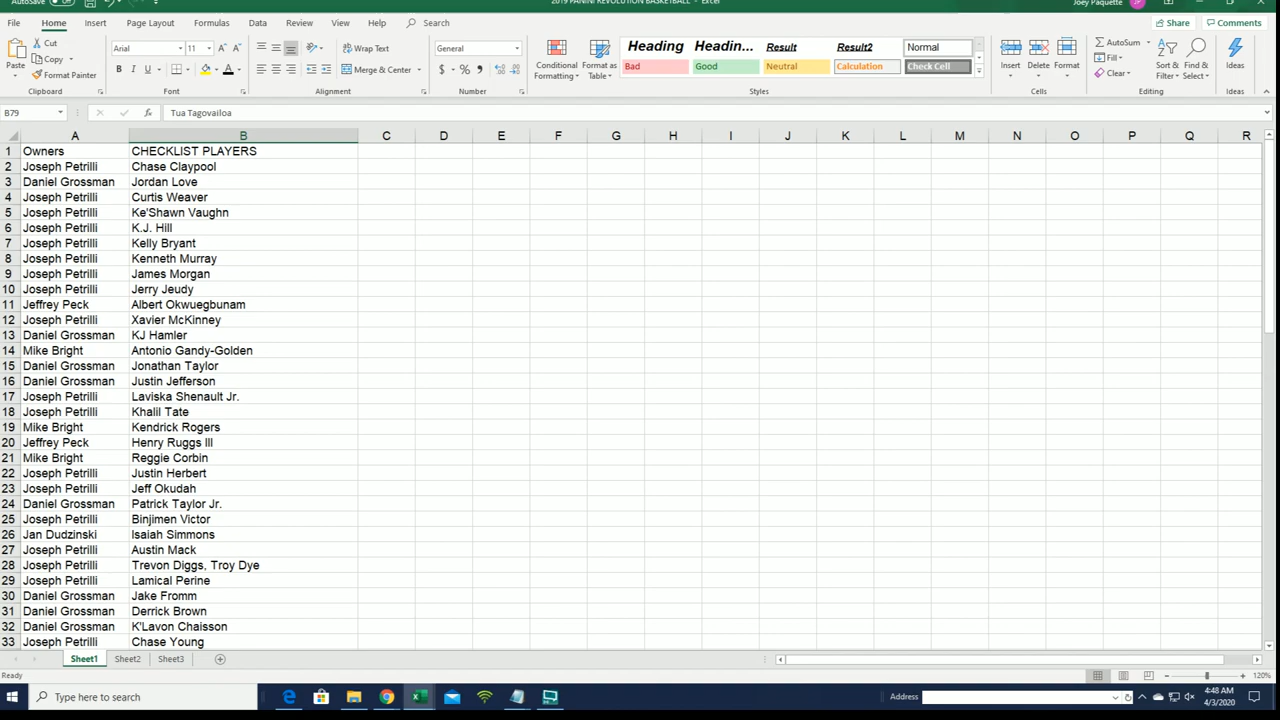 AutoSave
2019 PANINI REVOLUTION BASKETBALL - Excel
Joey Paquette JP
File Home Insert Page Layout Formulas Data Review View Help Search Share Comments
Paste Cut Copy Format Painter Clipboard
Arial 11 A A B I U A Font
Wrap Text Merge & Center Alignment
General $ % , Number
Conditional Formatting Format as Table
Heading Headin... Result Result2 Normal
Bad Good Neutral Calculation Check Cell
Styles
Insert Delete Format Cells
AutoSum Fill Clear Sort & Filter Find & Select Editing
Ideas Ideas
B79 fx Tua Tagovailoa
A B C D E F G H I J K L M N O P Q R
1 Owners CHECKLIST PLAYERS
2 Joseph Petrilli Chase Claypool
3 Daniel Grossman Jordan Love
4 Joseph Petrilli Curtis Weaver
5 Joseph Petrilli Ke'Shawn Vaughn
6 Joseph Petrilli K.J. Hill
7 Joseph Petrilli Kelly Bryant
8 Joseph Petrilli Kenneth Murray
9 Joseph Petrilli James Morgan
10 Joseph Petrilli Jerry Jeudy
11 Jeffrey Peck Albert Okwuegbunam
12 Joseph Petrilli Xavier McKinney
13 Daniel Grossman KJ Hamler
14 Mike Bright Antonio Gandy-Golden
15 Daniel Grossman Jonathan Taylor
16 Daniel Grossman Justin Jefferson
17 Joseph Petrilli Laviska Shenault Jr.
18 Joseph Petrilli Khalil Tate
19 Mike Bright Kendrick Rogers
20 Jeffrey Peck Henry Ruggs III
21 Mike Bright Reggie Corbin
22 Joseph Petrilli Justin Herbert
23 Joseph Petrilli Jeff Okudah
24 Daniel Grossman Patrick Taylor Jr.
25 Joseph Petrilli Binjimen Victor
26 Jan Dudzinski Isaiah Simmons
27 Joseph Petrilli Austin Mack
28 Joseph Petrilli Trevon Diggs, Troy Dye
29 Joseph Petrilli Lamical Perine
30 Daniel Grossman Jake Fromm
31 Daniel Grossman Derrick Brown
32 Daniel Grossman K'Lavon Chaisson
33 Joseph Petrilli Chase Young
Sheet1 Sheet2 Sheet3
Ready 120%
Type here to search Address 4:48 AM
4/3/2020